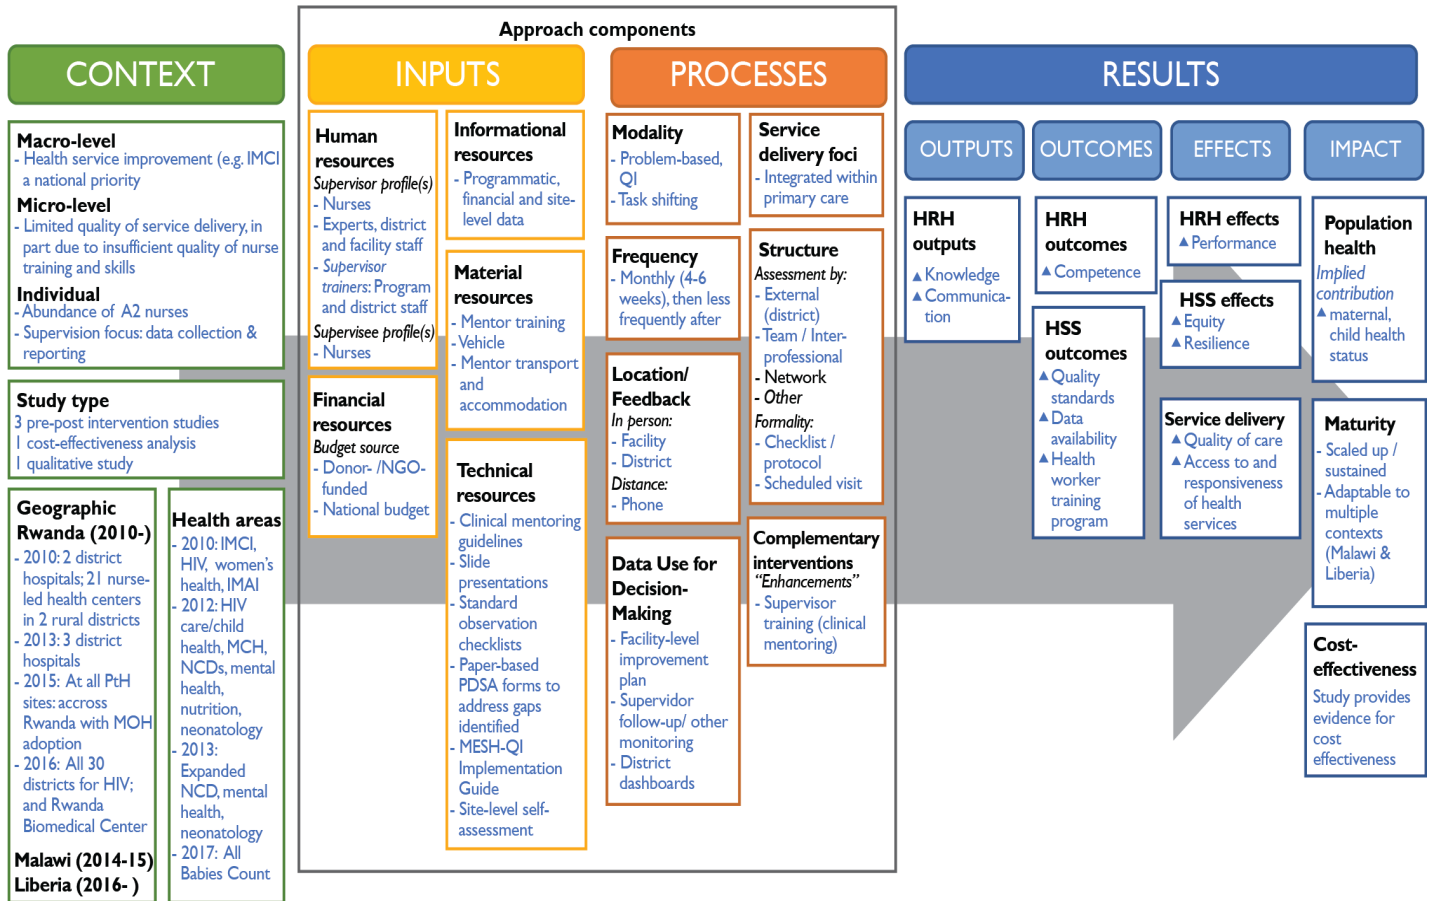 Approach components
CONTEXT
Macro-level
- Health service improvement (e.g. IMCI
a national priority
Micro-level
- Limited quality of service delivery, in
part due to insufficient quality of nurse
training and skills
Individual
- Abundance of A2 nurses
- Supervision focus: data collection &
reporting
Study type
3 pre-post intervention studies
1 cost-effectiveness analysis
1 qualitative study
Geographic
Rwanda (2010-)
- 2010: 2 district
hospitals; 21 nurse-
led health centers
in 2 rural districts
- 2013: 3 district
hospitals
- 2015: At all PtH
sites: accross
Rwanda with MOH
adoption
- 2016: All 30
districts for HIV;
and Rwanda
Biomedical Center
Malawi (2014-15)
Liberia (2016- )
Health areas
- 2010: IMCI,
HIV, women's
health, IMAI
- 2012: HIV
care/child
health, MCH,
NCDs, mental
health,
nutrition,
neonatology
- 2013:
Expanded
NCD, mental
health,
neonatology
- 2017: All
Babies Count
INPUTS
Human
resources
Supervisor profile(s)
- Nurses
- Experts, district
and facility staff
- Supervisor
trainers: Program
and district staff
Supervisee profile(s)
- Nurses
Financial
resources
Budget source
- Donor- /NGO-
funded
- National budget
Informational
resources
- Programmatic,
financial and site-
level data
Material
resources
- Mentor training
- Vehicle
- Mentor transport
and
accommodation
Technical
resources
- Clinical mentoring
guidelines
- Slide
presentations
- Standard
observation
checklists
- Paper-based
PDSA forms to
address gaps
identified
- MESH-QI
Implementation
Guide
- Site-level self-
assessment
PROCESSES
Modality
- Problem-based,
QI
- Task shifting
Frequency
- Monthly (4-6
weeks), then less
frequently after
Location/
Feedback
In person:
- Facility
- District
Distance:
- Phone
Data Use for
Decision-
Making
- Facility-level
improvement
plan
- Supervidor
follow-up/ other
monitoring
- District
dashboards
Service
delivery foci
- Integrated within
primary care
Structure
Assessment by:
- External
(district)
- Team / Inter-
professional
- Network
- Other
Formality:
- Checklist /
protocol
- Scheduled visit
Complementary
interventions
"Enhancements"
- Supervisor
training (clinical
mentoring)
RESULTS
OUTPUTS
HRH
outputs
▲ Knowledge
▲ Communica-
tion
OUTCOMES
HRH
outcomes
▲ Competence
HSS
outcomes
▲ Quality
standards
▲ Data
availability
▲ Health
worker
training
program
EFFECTS
HRH effects
▲ Performance
HSS effects
▲ Equity
▲ Resilience
Service delivery
▲ Quality of care
▲ Access to and
responsiveness
of health
services
IMPACT
Population
health
Implied
contribution
▲ maternal,
child health
status
Maturity
- Scaled up /
sustained
- Adaptable to
multiple
contexts
(Malawi &
Liberia)
Cost-
effectiveness
Study provides
evidence for
cost
effectiveness